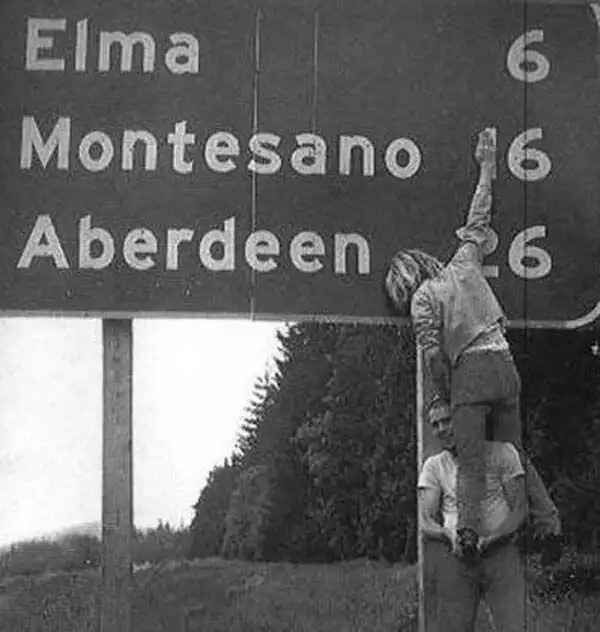 Elma 6
Montesano 16
Aberdeen 26